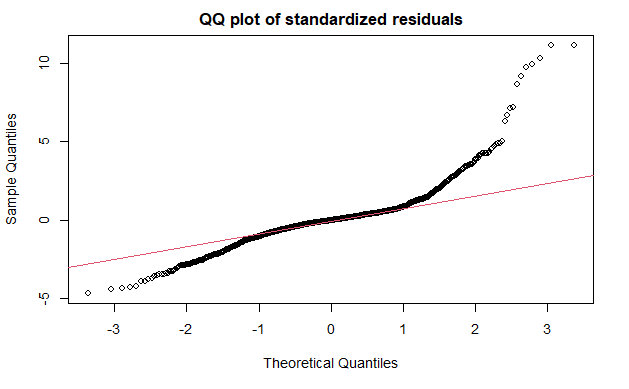 QQ plot of standardized residuals
Sample Quantiles
10
5
0
-5
-3 -2 -1 0 1 2 3
Theoretical Quantiles